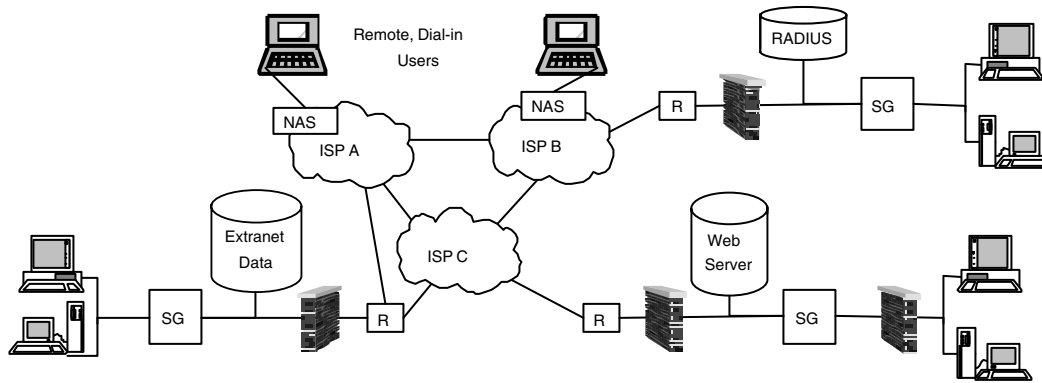 Remote, Dial-in
Users
RADIUS
NAS
NAS
R
SG
ISP A
ISP B
Extranet
Data
ISP C
Web
Server
SG
R
R
SG